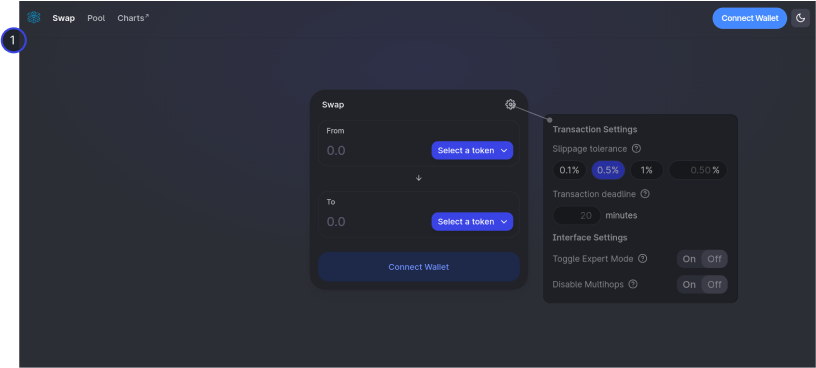 Swap Pool Charts↗ Connect Wallet
1
Swap
From
0.0 Select a token
To
0.0 Select a token
Connect Wallet
Transaction Settings
Slippage tolerance ?
0.1% 0.5% 1% 0.50 %
Transaction deadline ?
20 minutes
Interface Settings
Toggle Expert Mode ? On Off
Disable Multihops ? On Off